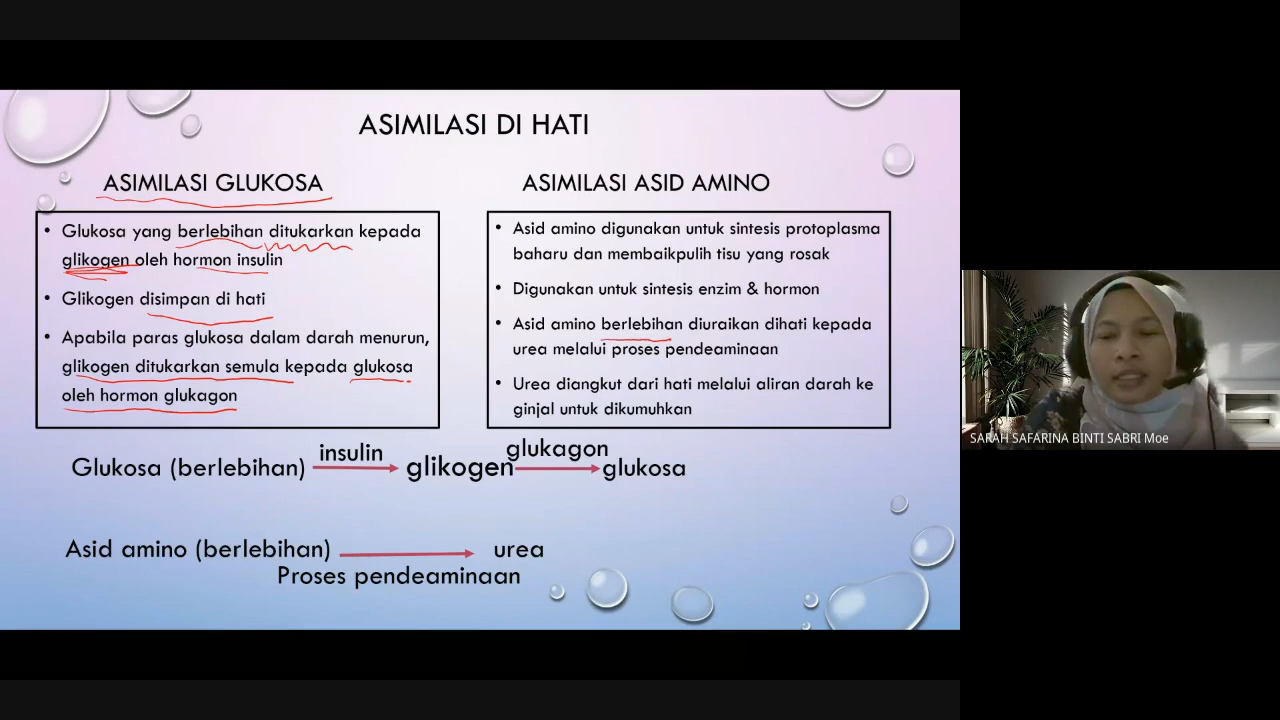 ASIMILASI DI HATI
ASIMILASI GLUKOSA
• Glukosa yang berlebihan ditukarkan kepada
glikogen oleh hormon insulin
• Glikogen disimpan di hati
• Apabila paras glukosa dalam darah menurun,
glikogen ditukarkan semula kepada glukosa
oleh hormon glukagon
ASIMILASI ASID AMINO
• Asid amino digunakan untuk sintesis protoplasma
baharu dan membaikpulih tisu yang rosak
• Digunakan untuk sintesis enzim & hormon
• Asid amino berlebihan diuraikan dihati kepada
urea melalui proses pendeaminaan
• Urea diangkut dari hati melalui aliran darah ke
ginjal untuk dikumuhkan
Glukosa (berlebihan) insulin glikogen glukagon glukosa
Asid amino (berlebihan) urea
Proses pendeaminaan
SARAH SAFARINA BINTI SABRI Moe